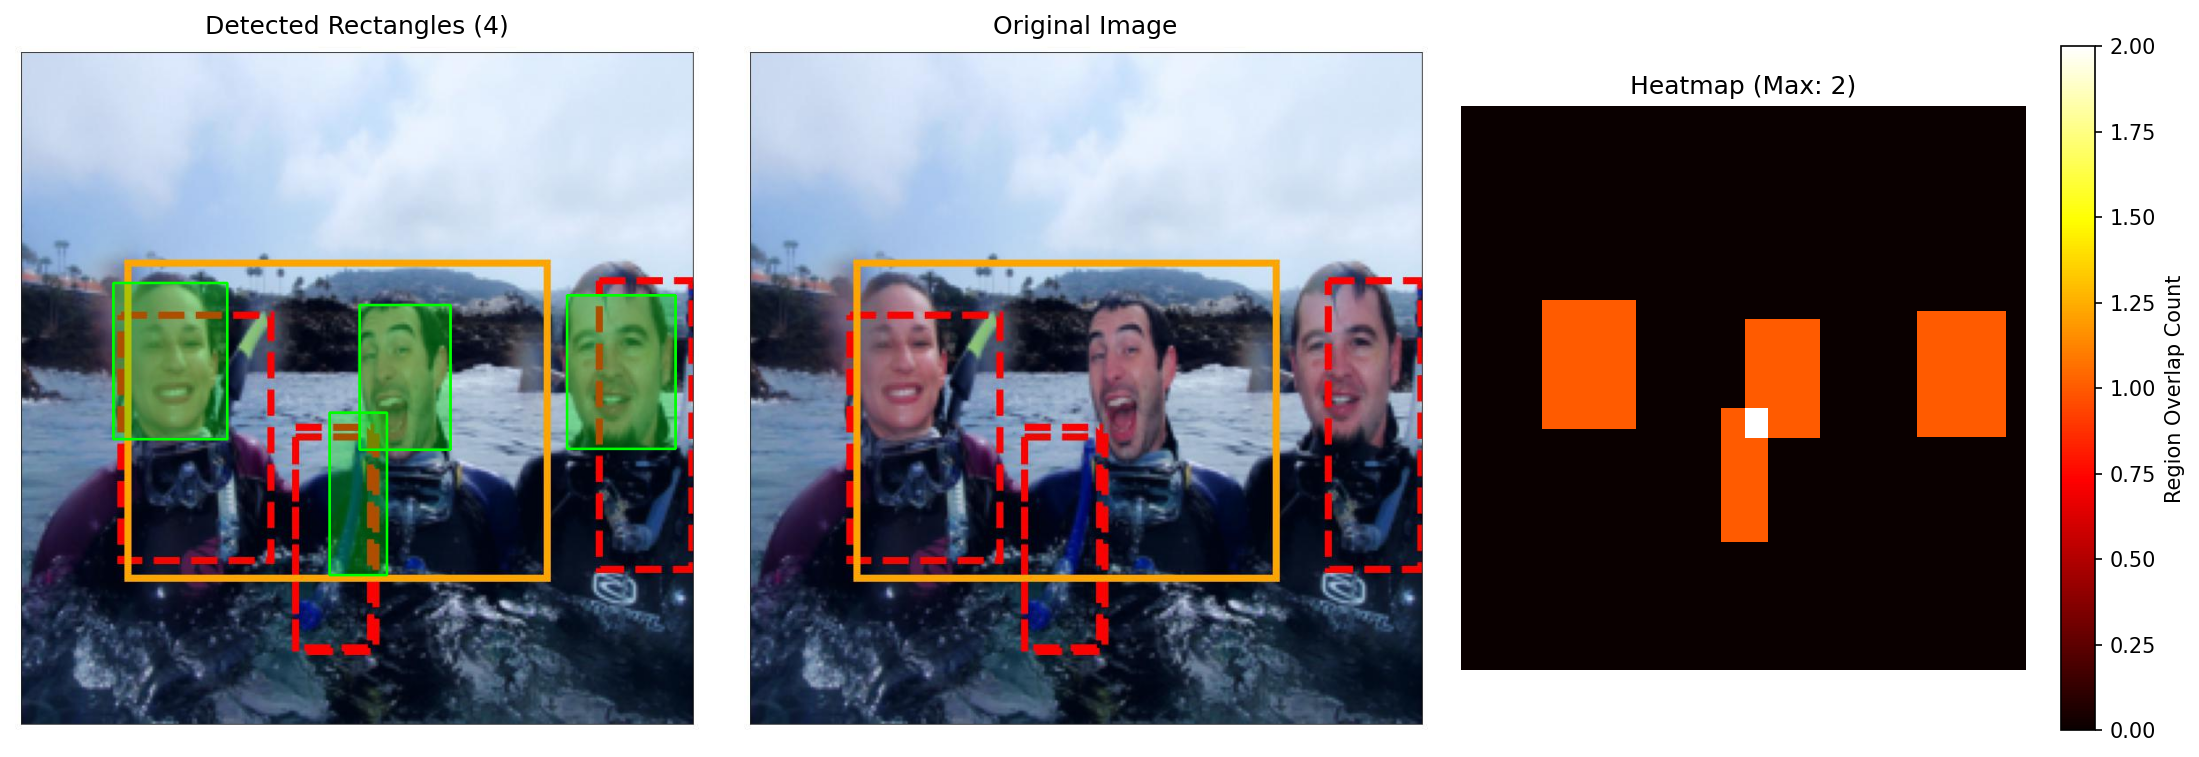 Detected Rectangles (4)
Original Image
Heatmap (Max: 2)
2.00
1.75
1.50
1.25
1.00
0.75
0.50
0.25
0.00
Region Overlap Count